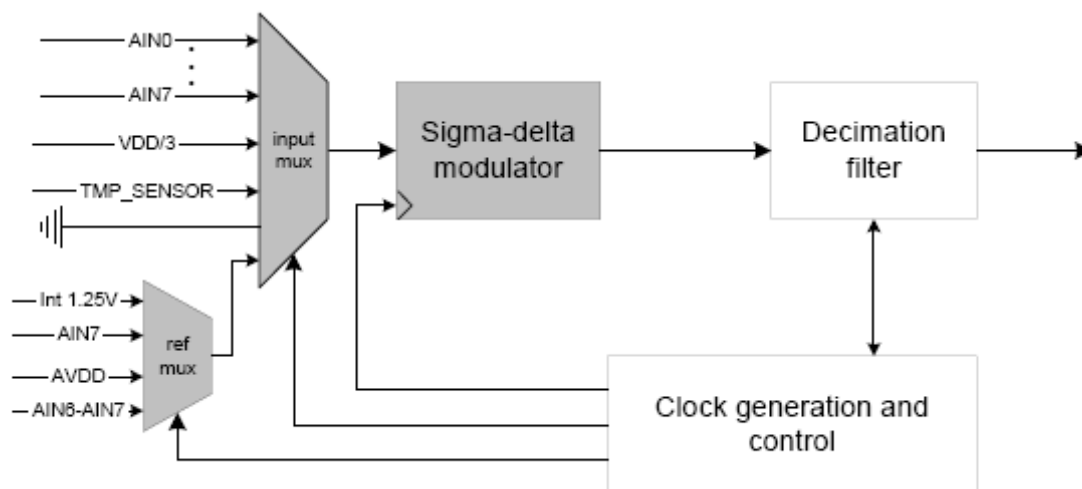 AIN0
AIN7
VDD/3
TMP_SENSOR
input
mux
Sigma-delta
modulator
Decimation
filter
Int 1.25V
AIN7
AVDD
AIN6-AIN7
ref
mux
Clock generation and
control